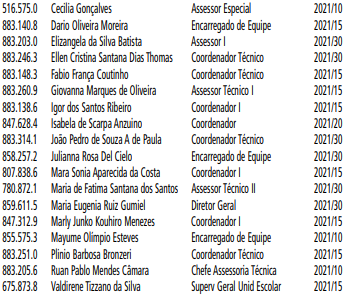 516.575.0 Cecilia Gonçalves Assessor Especial 2021/10
883.140.8 Dario Oliveira Moreira Encarregado de Equipe 2021/15
883.203.0 Elizangela da Silva Batista Assessor I 2021/30
883.246.3 Ellen Cristina Santana Dias Thomas Coordenador Técnico 2021/30
883.148.3 Fabio França Coutinho Coordenador Técnico 2021/15
883.260.9 Giovanna Marques de Oliveira Assessor Técnico I 2021/15
883.138.6 Igor dos Santos Ribeiro Coordenador I 2021/15
847.628.4 Isabela de Scarpa Anzuino Coordenador 2021/20
883.314.1 João Pedro de Souza A de Paula Coordenador Técnico 2021/30
858.257.2 Julianna Rosa Del Cielo Encarregado de Equipe 2021/30
807.838.6 Mara Sonia Aparecida da Costa Coordenador I 2021/15
780.872.1 Maria de Fatima Santana dos Santos Assessor Técnico II 2021/30
859.611.5 Maria Eugenia Ruiz Gumiel Diretor Geral 2021/30
847.312.9 Marly Junko Kouhiro Menezes Coordenador I 2021/15
855.575.3 Mayume Olímpio Esteves Encarregado de Equipe 2021/10
883.251.0 Plinio Barbosa Bronzeri Coordenador Técnico 2021/15
883.205.6 Ruan Pablo Mendes Câmara Chefe Assessoria Técnica 2021/10
675.873.8 Valdirene Tizzano da Silva Superv Geral Unid Escolar 2021/15